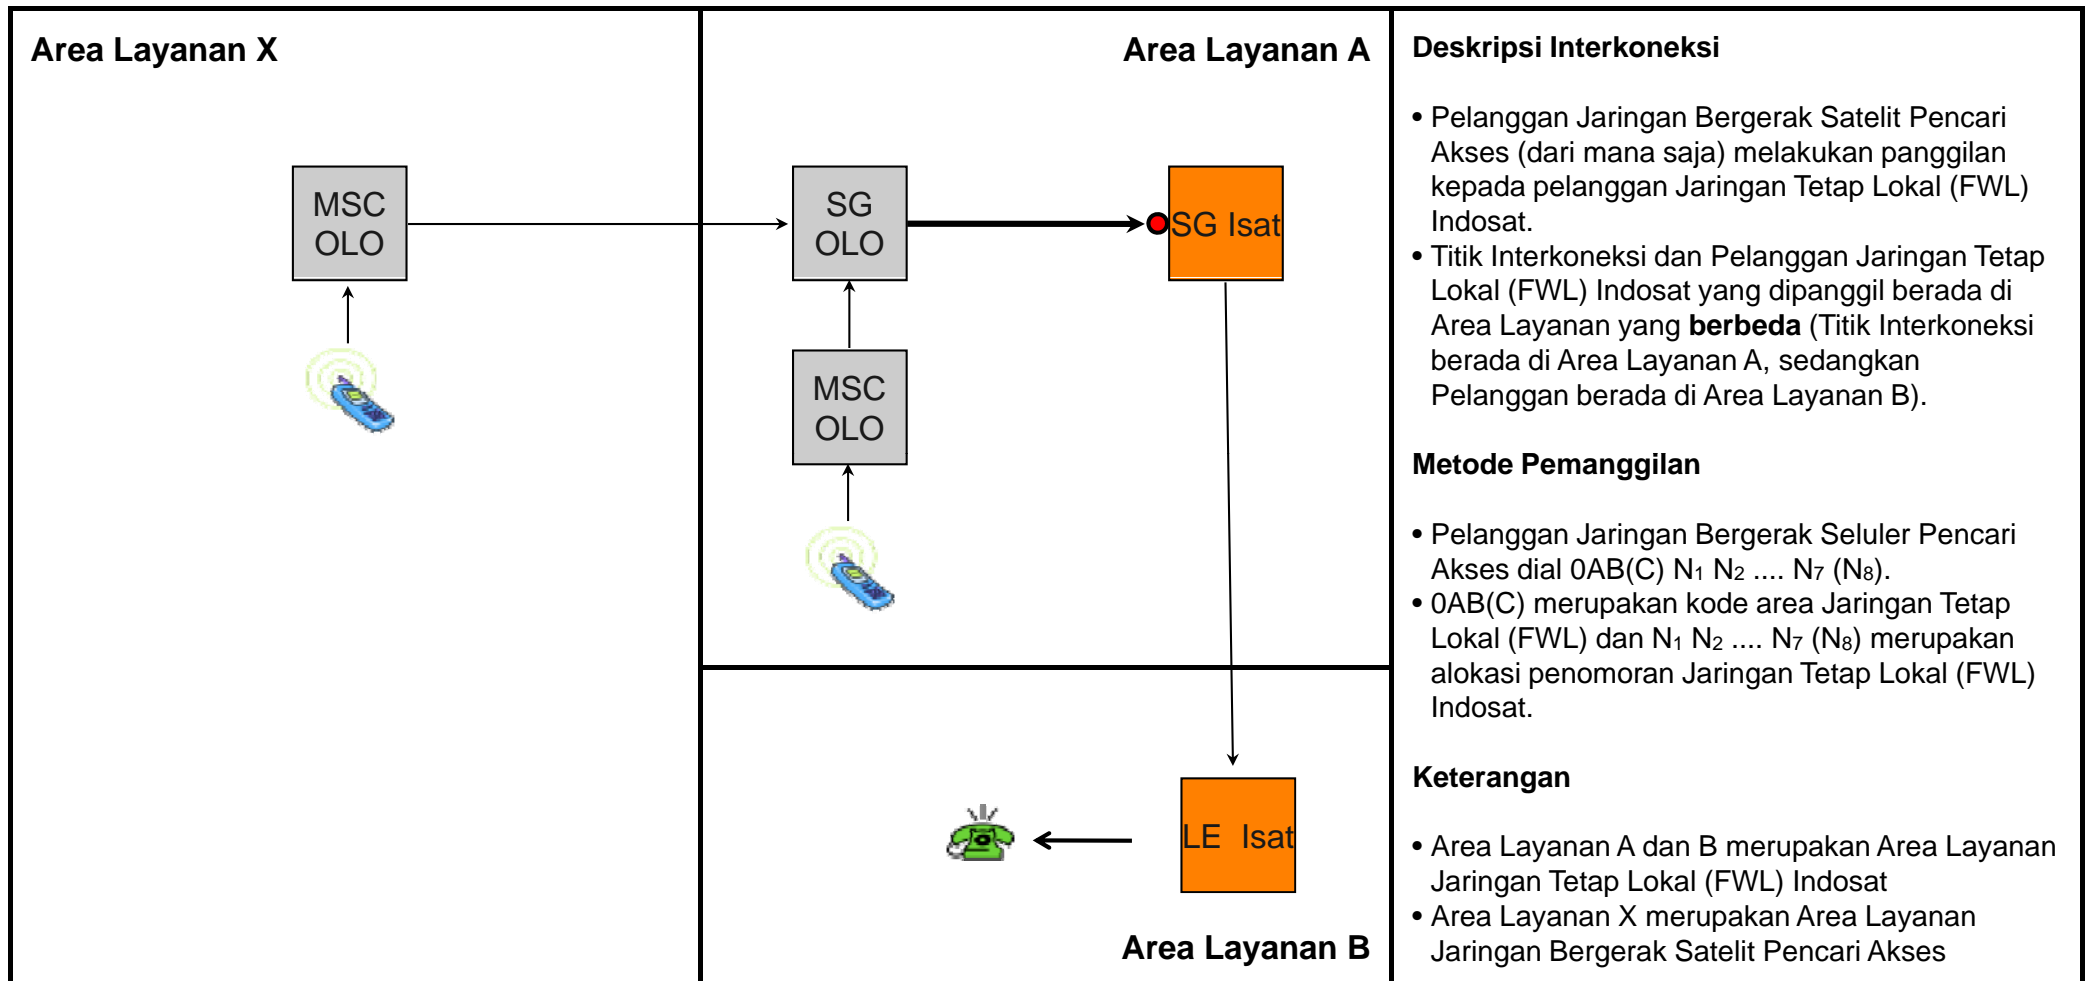 Area Layanan X
Area Layanan A
MSC
OLO
SG
OLO
SG Isat
MSC
OLO
LE Isat
Area Layanan B
Deskripsi Interkoneksi
• Pelanggan Jaringan Bergerak Satelit Pencari
Akses (dari mana saja) melakukan panggilan
kepada pelanggan Jaringan Tetap Lokal (FWL)
Indosat.
• Titik Interkoneksi dan Pelanggan Jaringan Tetap
Lokal (FWL) Indosat yang dipanggil berada di
Area Layanan yang berbeda (Titik Interkoneksi
berada di Area Layanan A, sedangkan
Pelanggan berada di Area Layanan B).
Metode Pemanggilan
• Pelanggan Jaringan Bergerak Seluler Pencari
Akses dial 0AB(C) N₁ N₂ .... N₇ (N₈).
• 0AB(C) merupakan kode area Jaringan Tetap
Lokal (FWL) dan N₁ N₂ .... N₇ (N₈) merupakan
alokasi penomoran Jaringan Tetap Lokal (FWL)
Indosat.
Keterangan
• Area Layanan A dan B merupakan Area Layanan
Jaringan Tetap Lokal (FWL) Indosat
• Area Layanan X merupakan Area Layanan
Jaringan Bergerak Satelit Pencari Akses